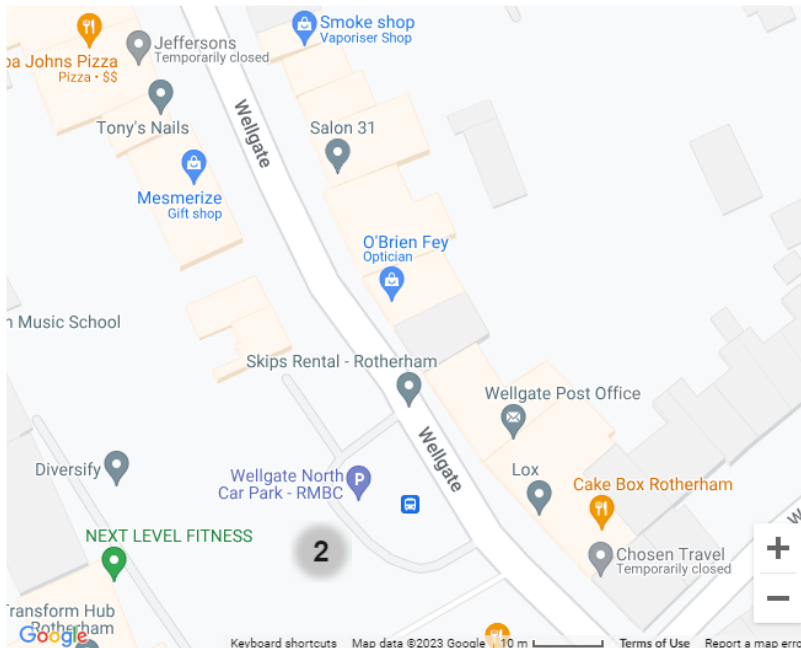 Smoke shop
Vaporiser Shop
Jeffersons
Temporarily closed
pa Johns Pizza
Pizza • $$
Tony's Nails
Wellgate
Salon 31
Mesmerize
Gift shop
O'Brien Fey
Optician
n Music School
Skips Rental - Rotherham
Wellgate Post Office
Wellgate
Diversify
Wellgate North
Car Park - RMBC
P
Lox
Cake Box Rotherham
W
NEXT LEVEL FITNESS
2
+
Chosen Travel
Temporarily closed
−
Transform Hub
Rotherham
Google
Keyboard shortcuts
Map data ©2023 Google
10 m
Terms of Use
Report a map erro